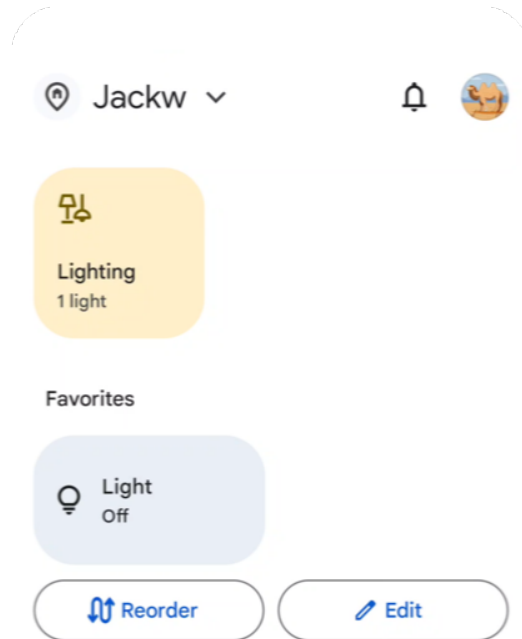 Jackw
Lighting
1 light
Favorites
Light
Off
Reorder
Edit